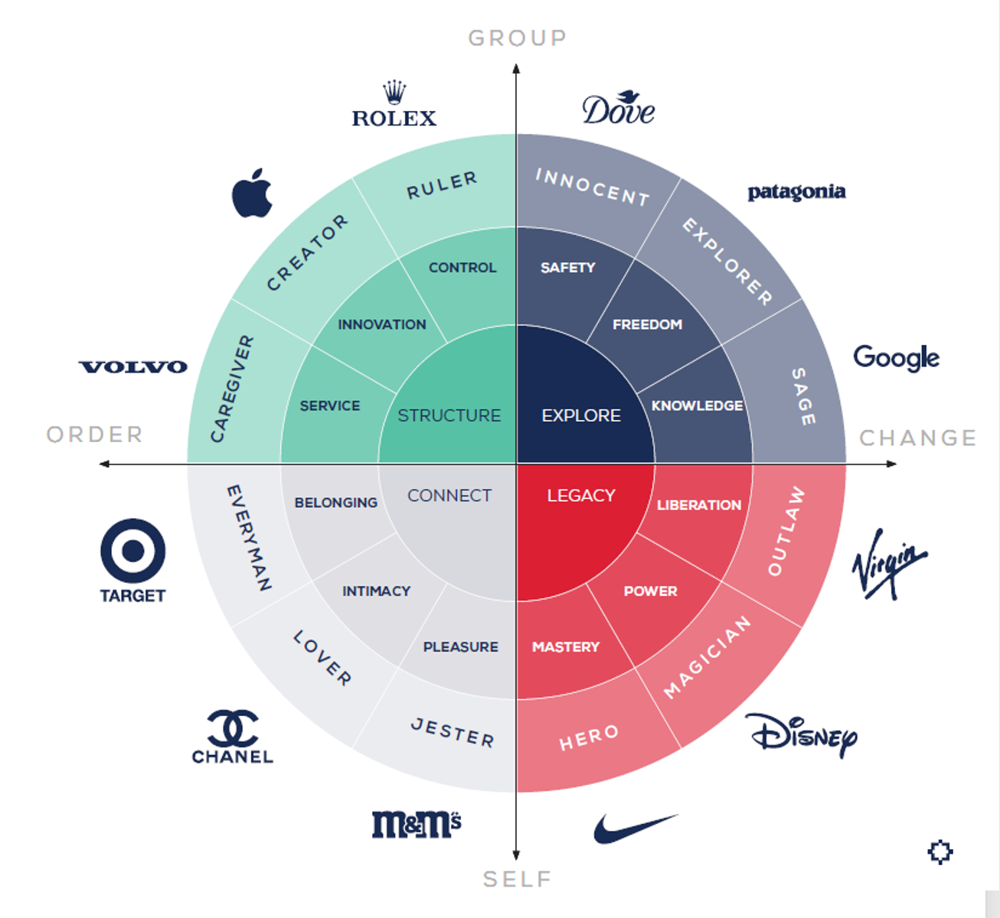 GROUP
ROLEX
Dove
RULER
INNOCENT
patagonia
CREATOR
EXPLORER
CONTROL
SAFETY
INNOVATION
FREEDOM
VOLVO
CAREGIVER
SAGE
Google
SERVICE
KNOWLEDGE
STRUCTURE
EXPLORE
ORDER
CHANGE
CONNECT
LEGACY
BELONGING
LIBERATION
EVERYMAN
OUTLAW
TARGET
Virgin
INTIMACY
POWER
LOVER
MAGICIAN
PLEASURE
MASTERY
JESTER
HERO
CHANEL
DISNEY
m&m's
SELF